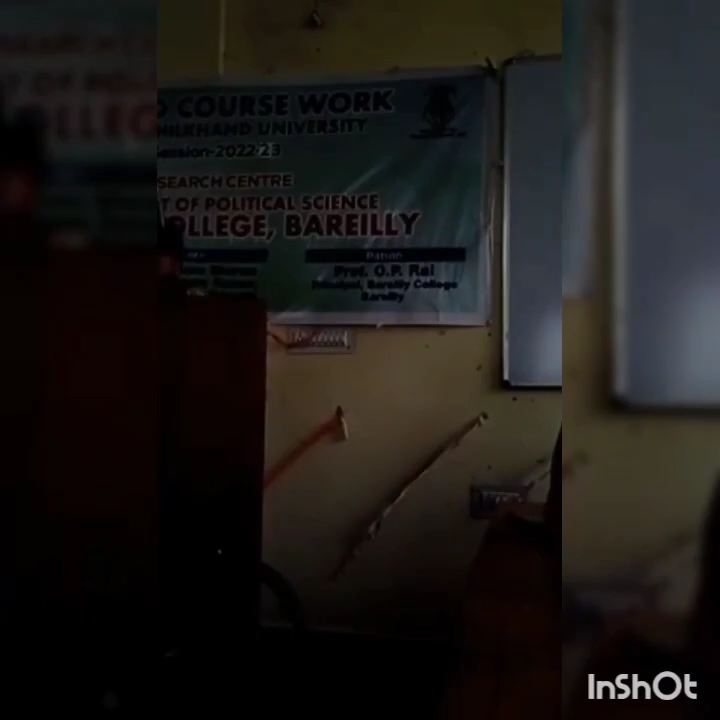 COURSE WORK
HILKHAND UNIVERSITY
ession-2022-23
SEARCH CENTRE
T OF POLITICAL SCIENCE
OLLEGE, BAREILLY
Patron
Prof. O.P. Rai
Principal, Bareilly College
Bareilly
InShOt